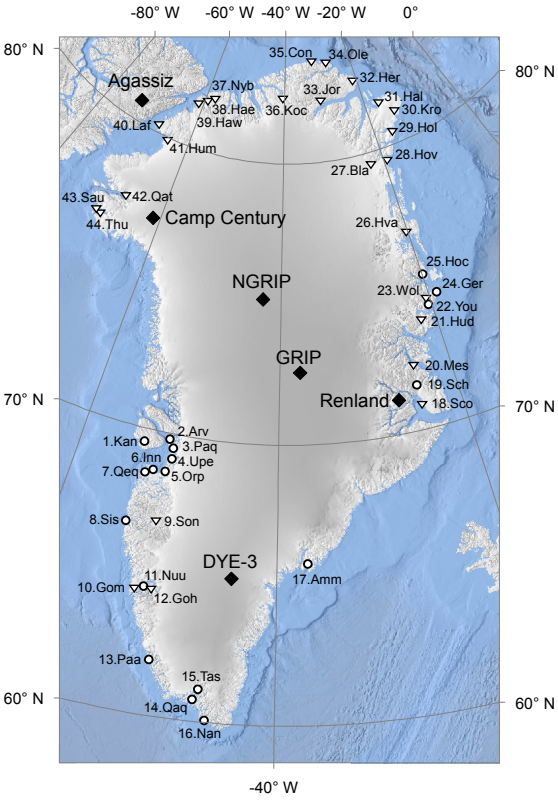 -80° W
-60° W
-40° W
-20° W
0°
80° N
80° N
35.Con
34.Ole
Agassiz
37.Nyb
33.Jor
32.Her
38.Hae
31.Hal
36.Koc
30.Kro
39.Haw
40.Laf
29.Hol
41.Hum
28.Hov
27.Bla
43.Sau
42.Qat
44.Thu
Camp Century
26.Hva
25.Hoc
NGRIP
24.Ger
23.Wol
22.You
21.Hud
GRIP
20.Mes
19.Sch
Renland
18.Sco
70° N
70° N
2.Arv
1.Kan
3.Paq
6.Inn
4.Upe
7.Qeq
5.Orp
8.Sis
9.Son
DYE-3
11.Nuu
17.Amm
10.Gom
12.Goh
13.Paa
15.Tas
60° N
60° N
14.Qaq
16.Nan
-40° W